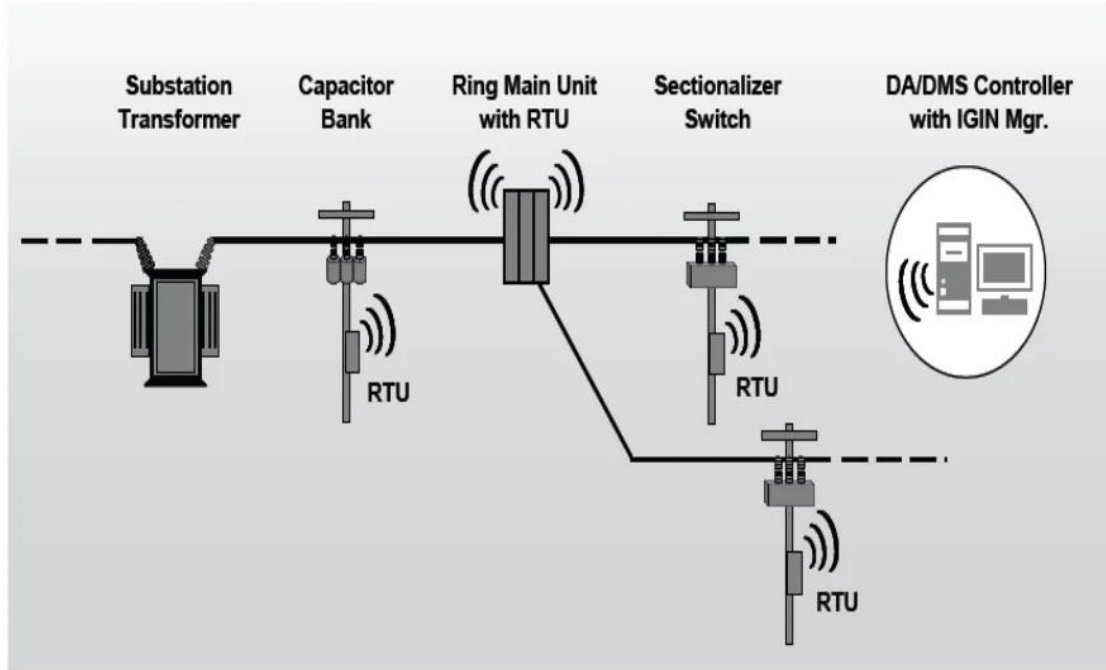 Substation
Transformer
Capacitor
Bank
Ring Main Unit
with RTU
Sectionalizer
Switch
DA/DMS Controller
with IGIN Mgr.
RTU
RTU
RTU